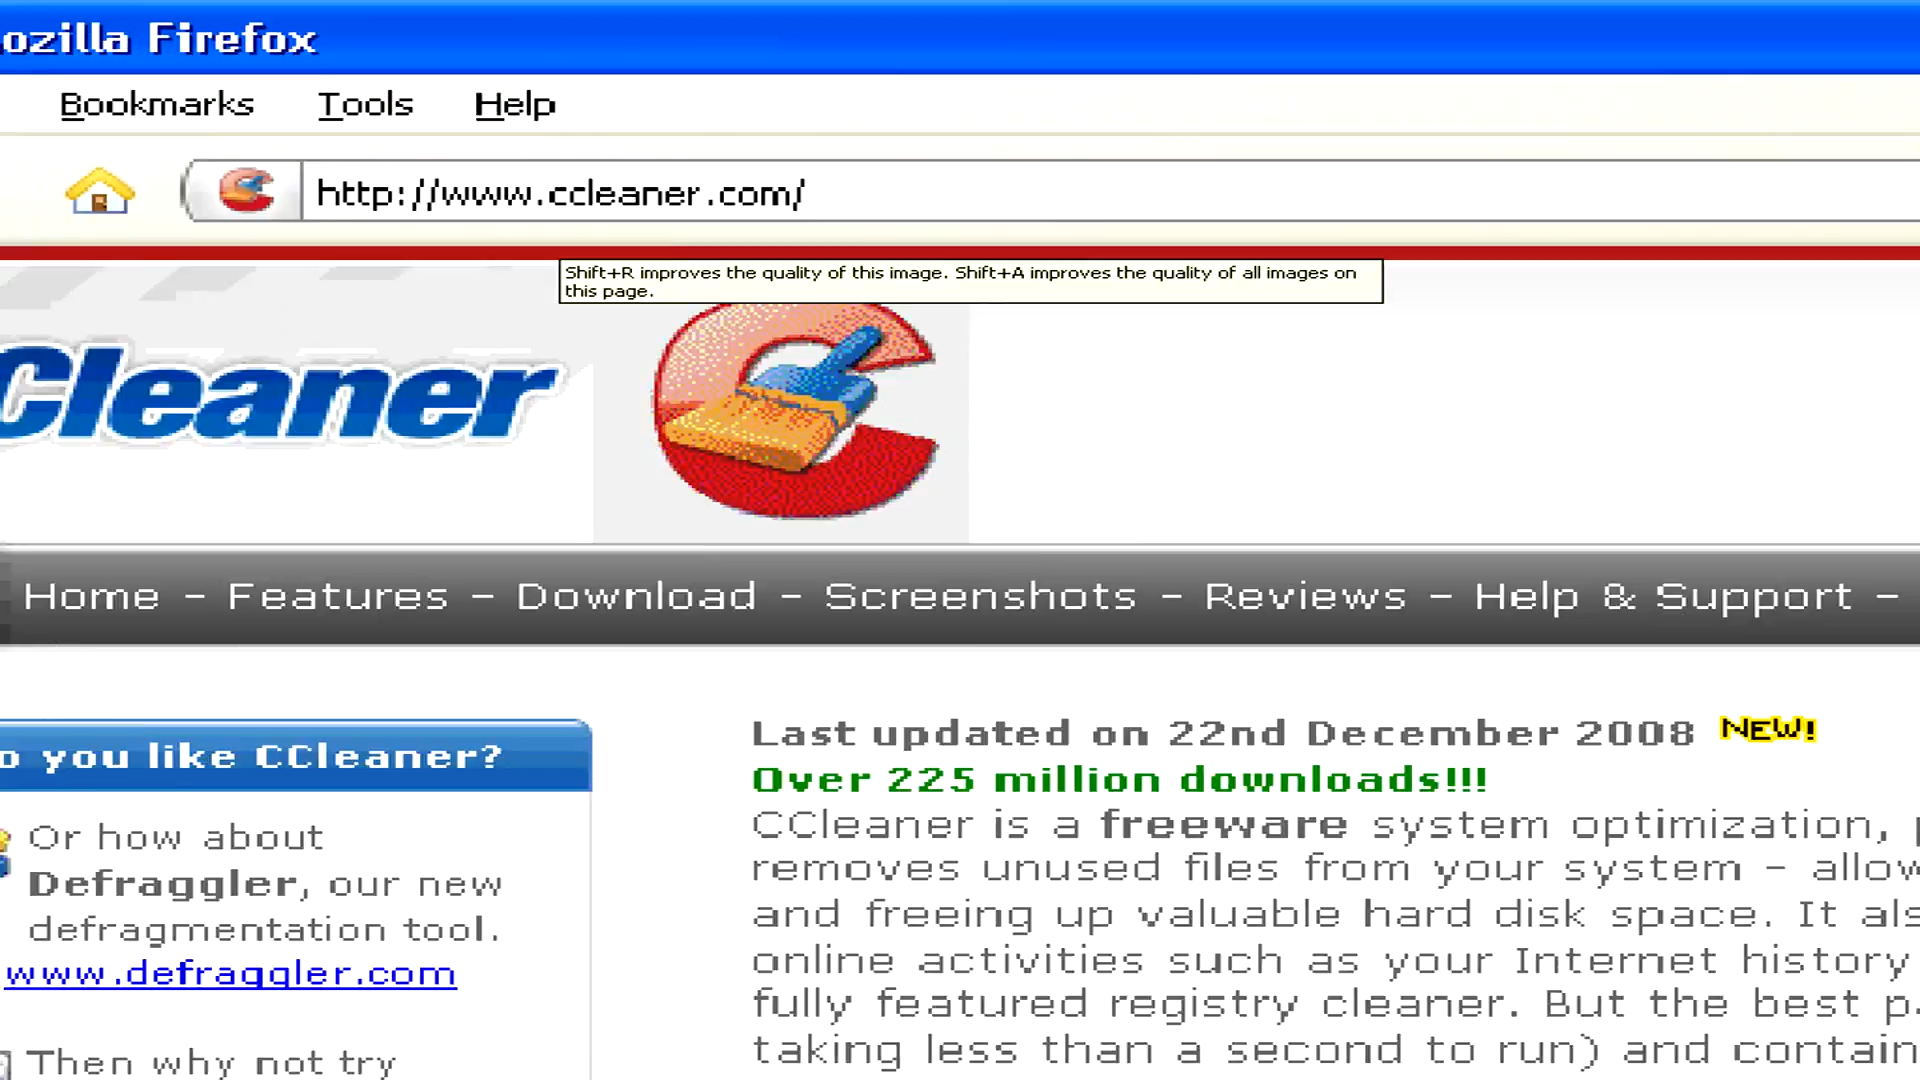 ozilla Firefox
Bookmarks Tools Help
http://www.ccleaner.com/
Shift+R improves the quality of this image. Shift+A improves the quality of all images on
this page.
CCleaner
Home - Features - Download - Screenshots - Reviews - Help & Support -
o you like CCleaner?
Or how about
Defraggler, our new
defragmentation tool.
www.defraggler.com
Then why not try
Last updated on 22nd December 2008 NEW!
Over 225 million downloads!!!
CCleaner is a freeware system optimization,
removes unused files from your system - allow
and freeing up valuable hard disk space. It als
online activities such as your Internet history
fully featured registry cleaner. But the best pa
taking less than a second to run) and contain